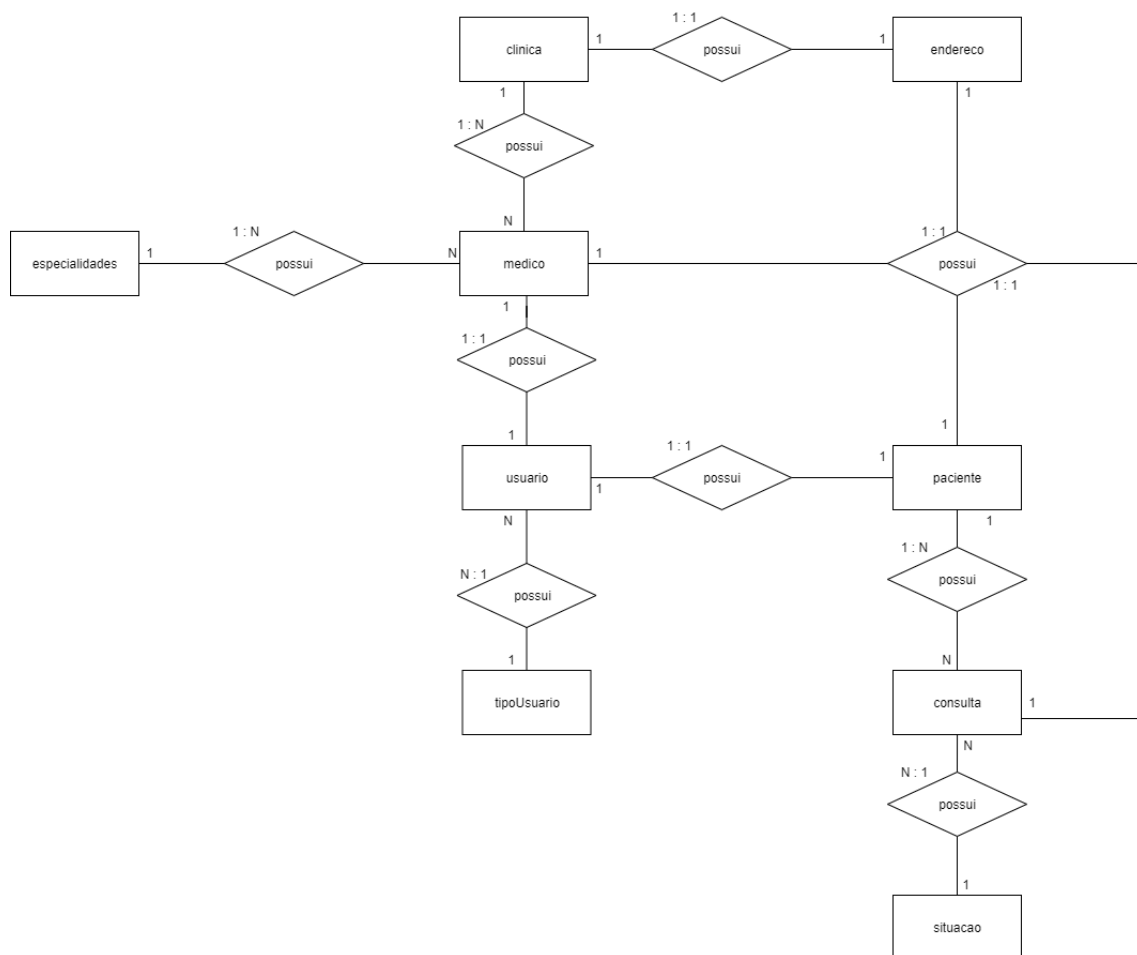 1 : 1
clinica
1
possui
1
endereco
1
1
1 : N
possui
N
1 : N
1 : 1
especialidades
1
possui
N
medico
1
possui
1 : 1
1
1 : 1
possui
1
1
1 : 1
1
usuario
1
possui
paciente
N
1
N : 1
1 : N
possui
possui
1
N
tipoUsuario
consulta
1
N
N : 1
possui
1
situacao